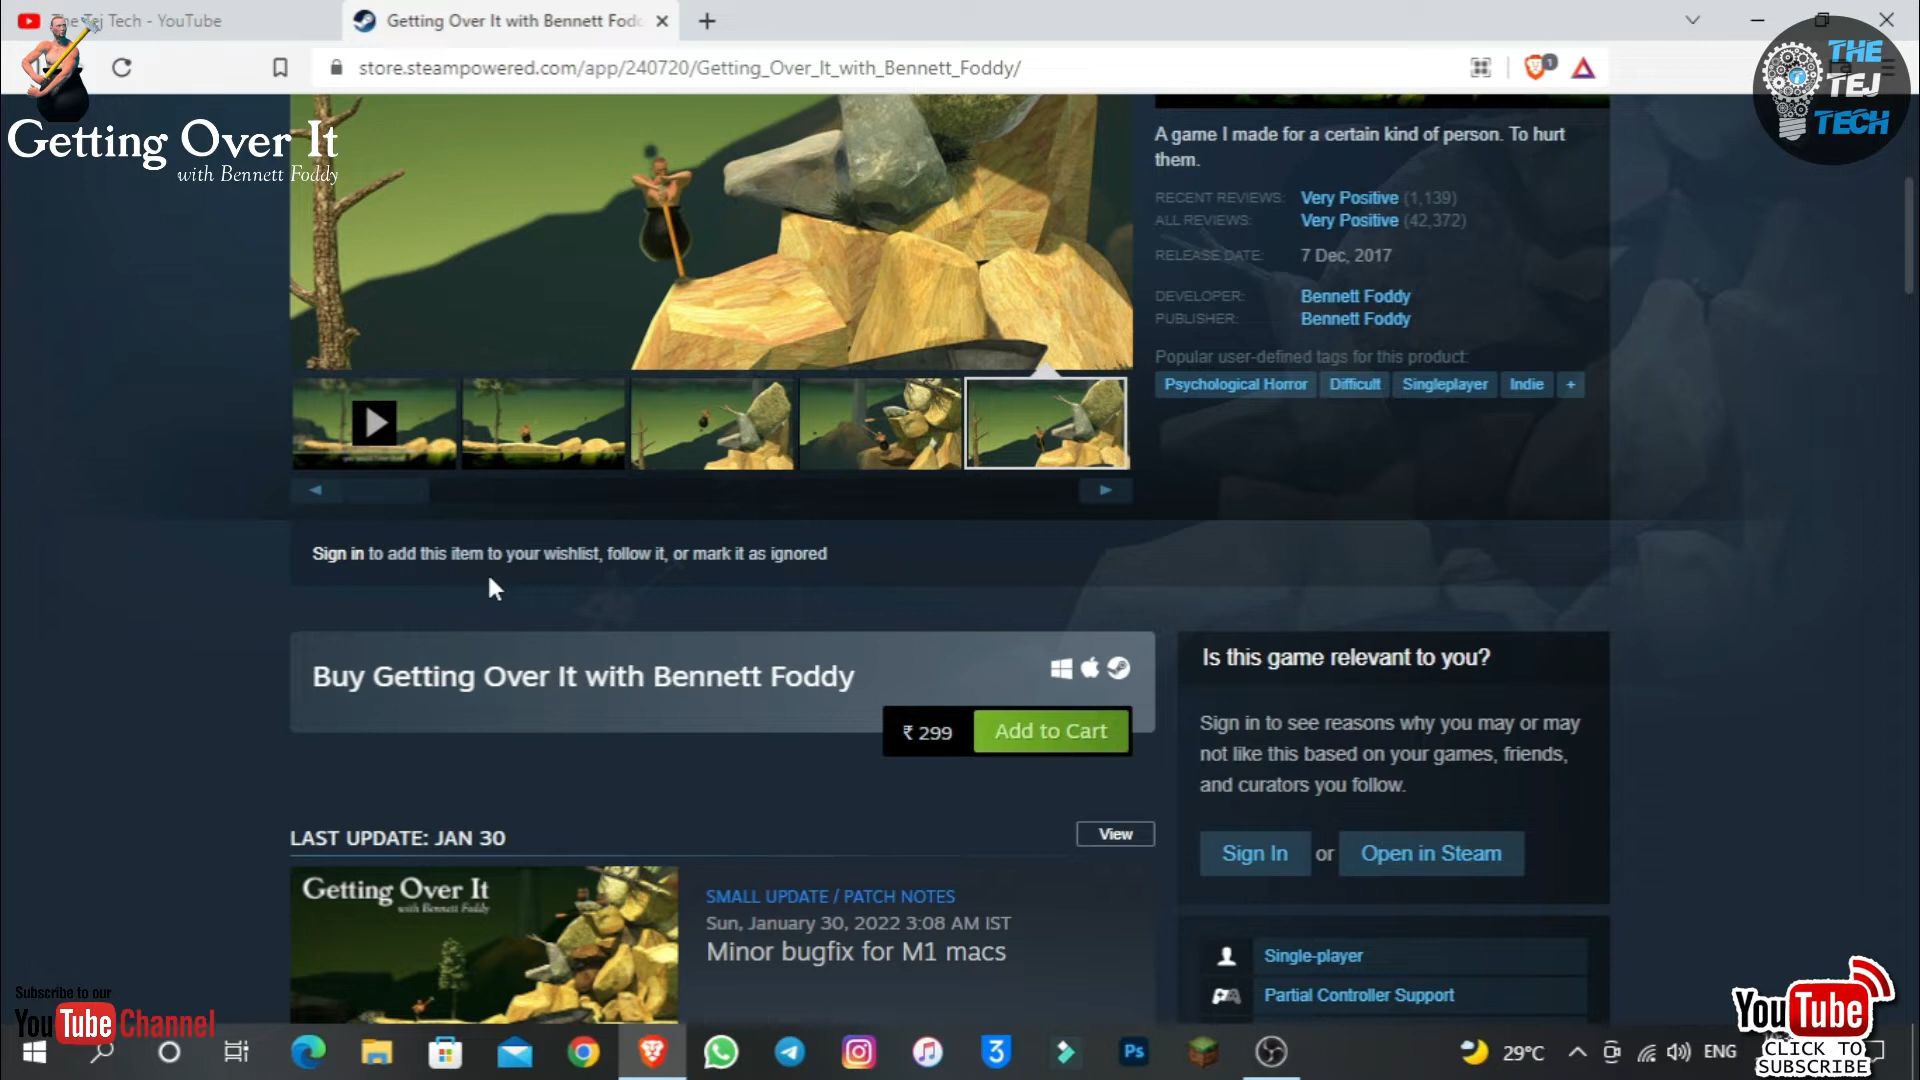 The Tej Tech - YouTube
Getting Over It with Bennett Fod
store.steampowered.com/app/240720/Getting_Over_It_with_Bennett_Foddy/
1
THE
TEJ
TECH
Getting Over It
with Bennett Foddy
A game I made for a certain kind of person. To hurt
them.
RECENT REVIEWS: Very Positive (1,139)
ALL REVIEWS: Very Positive (42,372)
RELEASE DATE: 7 Dec, 2017
DEVELOPER: Bennett Foddy
PUBLISHER: Bennett Foddy
Popular user-defined tags for this product:
Psychological Horror Difficult Singleplayer Indie +
Sign in to add this item to your wishlist, follow it, or mark it as ignored
Buy Getting Over It with Bennett Foddy
₹ 299 Add to Cart
Is this game relevant to you?
Sign in to see reasons why you may or may
not like this based on your games, friends,
and curators you follow.
Sign In or Open in Steam
LAST UPDATE: JAN 30
View
Getting Over It
with Bennett Foddy
SMALL UPDATE / PATCH NOTES
Sun, January 30, 2022 3:08 AM IST
Minor bugfix for M1 macs
Single-player
Partial Controller Support
Subscribe to our
YouTube Channel
YouTube
CLICK TO
SUBSCRIBE
3
Ps
29°C
ENG